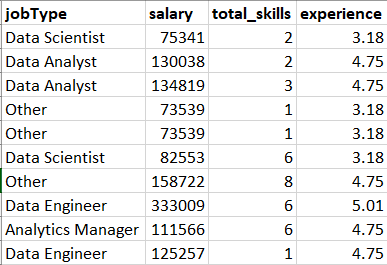 jobType salary total_skills experience
Data Scientist 75341 2 3.18
Data Analyst 130038 2 4.75
Data Analyst 134819 3 4.75
Other 73539 1 3.18
Other 73539 1 3.18
Data Scientist 82553 6 3.18
Other 158722 8 4.75
Data Engineer 333009 6 5.01
Analytics Manager 111566 6 4.75
Data Engineer 125257 1 4.75